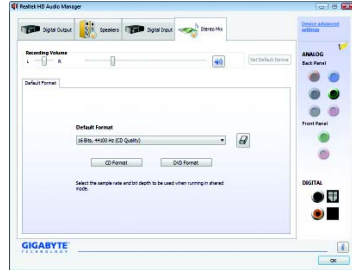 Realtek HD Audio Manager
Digital Output
Speakers
Digital Input
Stereo Mix
Device advanced settings
Recording Volume
L
R
Set Default Device
ANALOG
Back Panel
Default Format
Default Format
16 Bits, 44100 Hz (CD Quality)
CD Format
DVD Format
Select the sample rate and bit depth to be used when running in shared
mode.
Front Panel
DIGITAL
GIGABYTE
TECHNOLOGY
OK